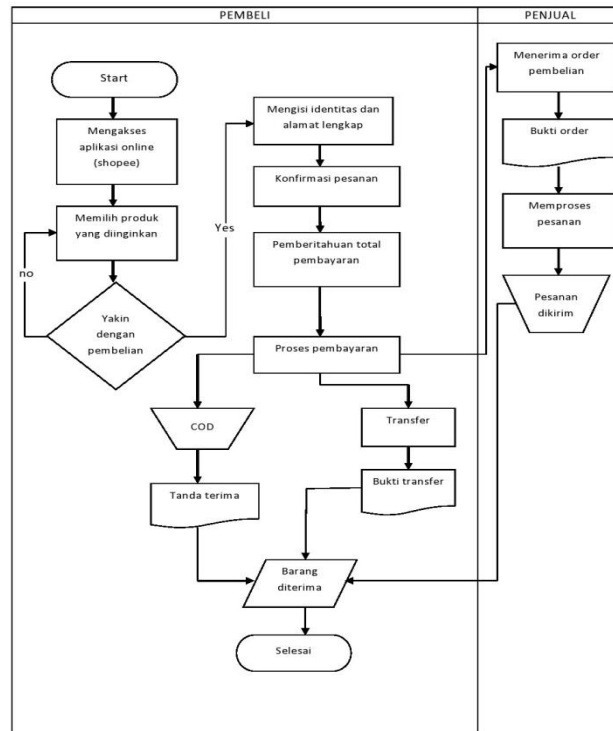 PEMBELI
PENJUAL
Start
Mengakses
aplikasi online
(shopee)
Memilih produk
yang diinginkan
no
Yakin
dengan
pembelian
Yes
Mengisi identitas dan
alamat lengkap
Konfirmasi pesanan
Pemberitahuan total
pembayaran
Proses pembayaran
COD
Transfer
Tanda terima
Bukti transfer
Barang
diterima
Selesai
Menerima order
pembelian
Bukti order
Memproses
pesanan
Pesanan
dikirim